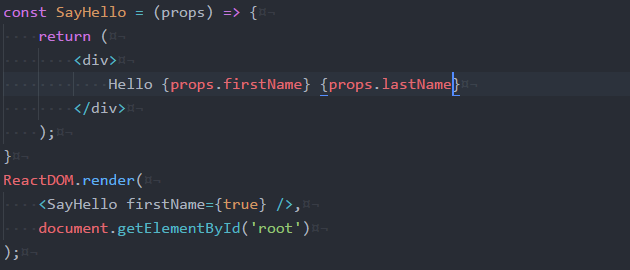 const SayHello = (props) => {
    return (
        <div>
            Hello {props.firstName} {props.lastName}
        </div>
    );
}
ReactDOM.render(
    <SayHello firstName={true} />,
    document.getElementById('root')
);